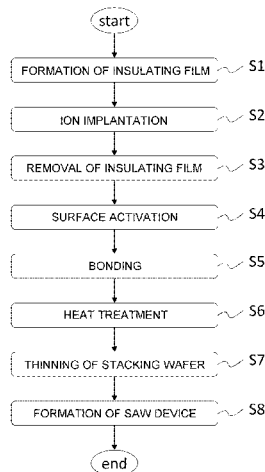 start
FORMATION OF INSULATING FILM S1
ION IMPLANTATION S2
REMOVAL OF INSULATING FILM S3
SURFACE ACTIVATION S4
BONDING S5
HEAT TREATMENT S6
THINNING OF STACKING WAFER S7
FORMATION OF SAW DEVICE S8
end